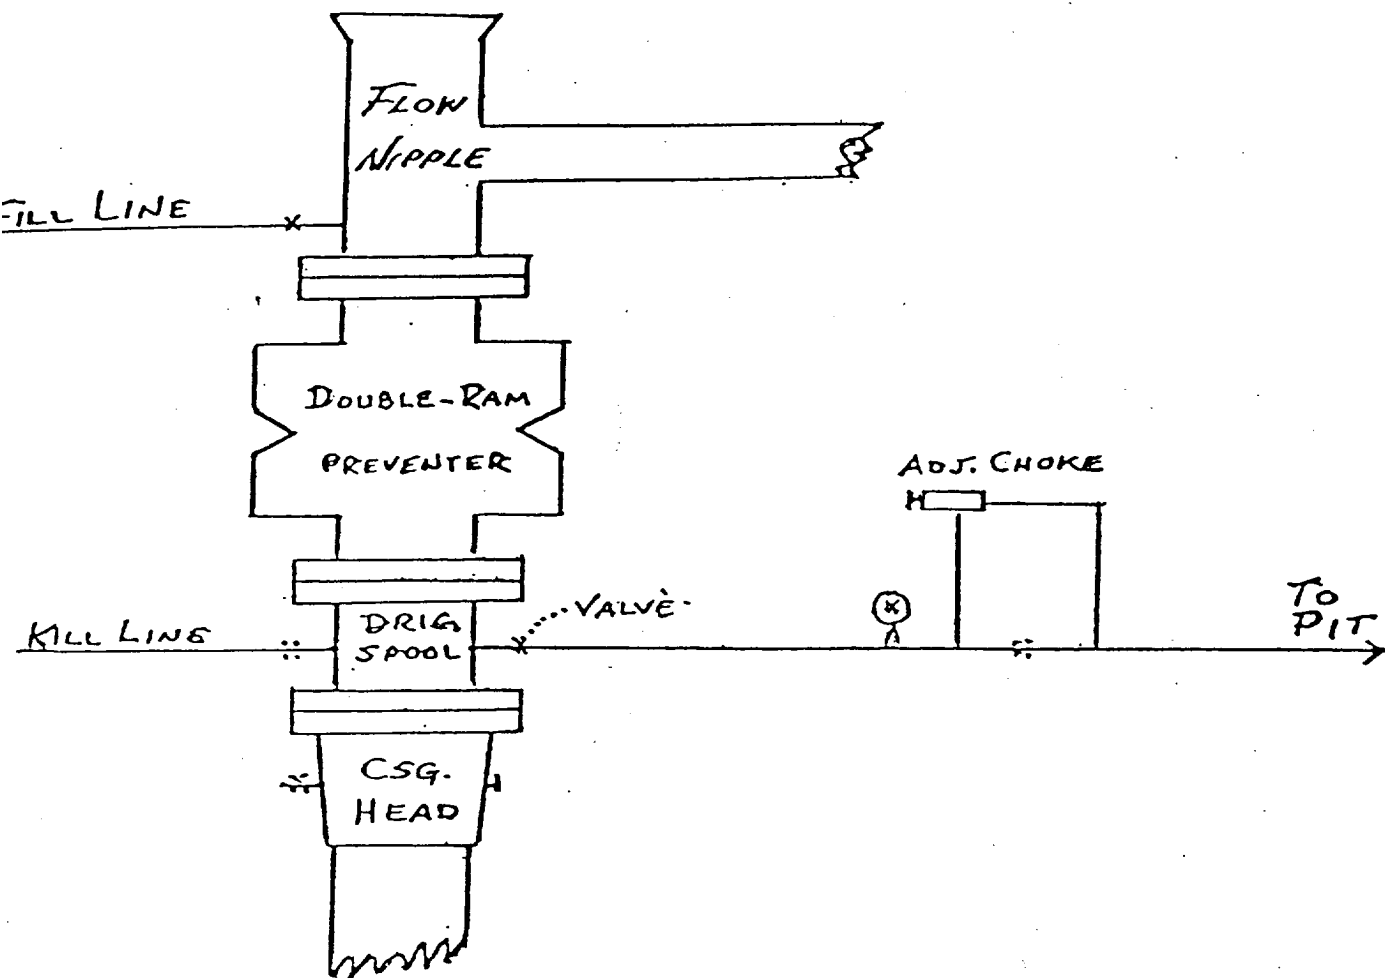 FLOW
NIPPLE
FILL LINE
DOUBLE-RAM
PREVENTER
ADJ. CHOKE
VALVE
KILL LINE
DRIG
SPOOL
TO
PIT
CSG.
HEAD